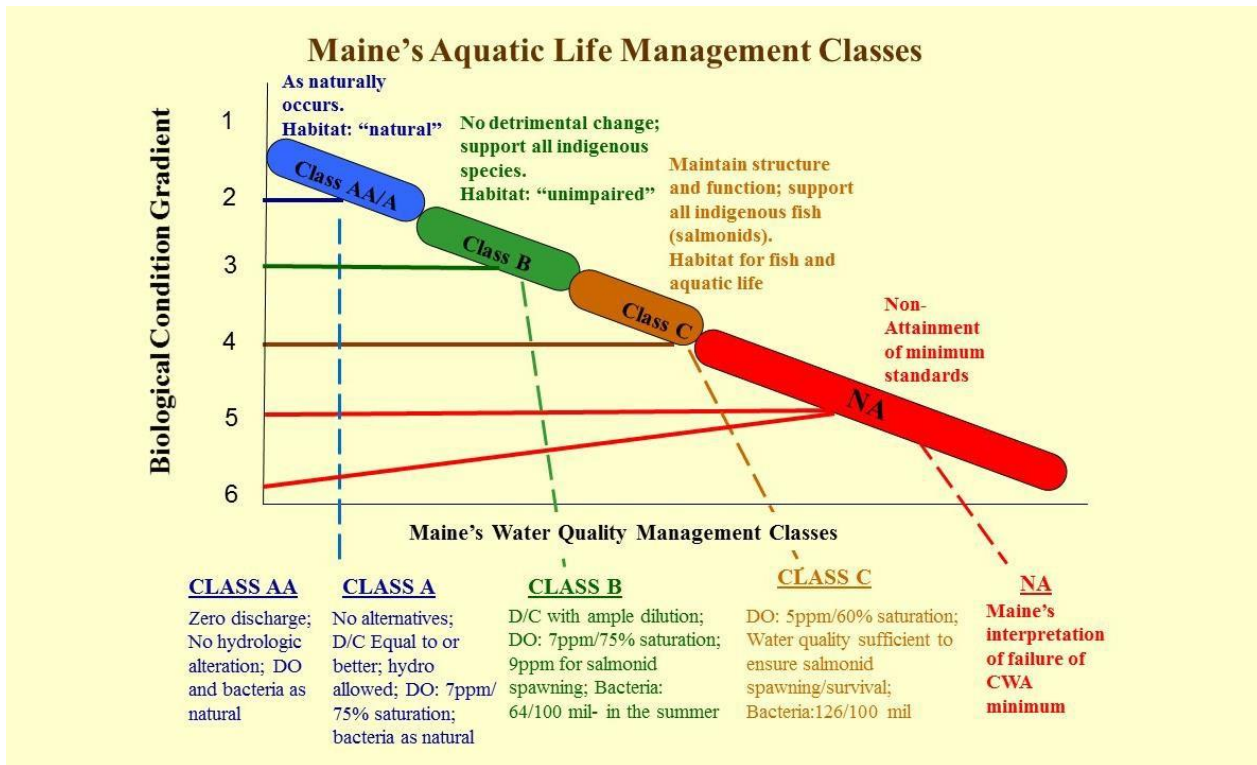 Maine's Aquatic Life Management Classes
As naturally
occurs.
Habitat: “natural”
No detrimental change;
support all indigenous
species.
Habitat: “unimpaired”
Maintain structure
and function; support
all indigenous fish
(salmonids).
Habitat for fish and
aquatic life
Non-
Attainment
of minimum
standards
Biological Condition Gradient
1
2
3
4
5
6
Class AA/A
Class B
Class C
NA
Maine's Water Quality Management Classes
CLASS AA
Zero discharge;
No hydrologic
alteration; DO
and bacteria as
natural
CLASS A
No alternatives;
D/C Equal to or
better; hydro
allowed; DO: 7ppm/
75% saturation;
bacteria as natural
CLASS B
D/C with ample dilution;
DO: 7ppm/75% saturation;
9ppm for salmonid
spawning; Bacteria:
64/100 mil- in the summer
CLASS C
DO: 5ppm/60% saturation;
Water quality sufficient to
ensure salmonid
spawning/survival;
Bacteria:126/100 mil
NA
Maine's
interpretation
of failure of
CWA
minimum